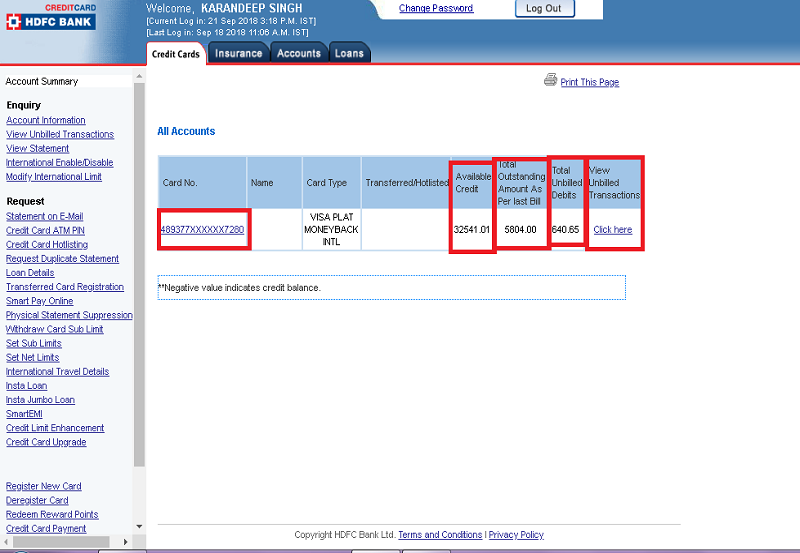 CREDITCARD
HDFC BANK
Welcome, KARANDEEP SINGH
[Current Log in: 21 Sep 2018 3:18 P.M. IST]
[Last Log in: Sep 18 2018 11:06 A.M. IST]
Change Password
Log Out
Credit Cards
Insurance
Accounts
Loans
Account Summary
Enquiry
Account Information
View Unbilled Transactions
View Statement
International Enable/Disable
Modify International Limit
Request
Statement on E-Mail
Credit Card ATM PIN
Credit Card Hotlisting
Request Duplicate Statement
Loan Details
Transferred Card Registration
Smart Pay Online
Physical Statement Suppression
Withdraw Card Sub Limit
Set Sub Limits
Set Net Limits
International Travel Details
Insta Loan
Insta Jumbo Loan
SmartEMI
Credit Limit Enhancement
Credit Card Upgrade
Register New Card
Deregister Card
Redeem Reward Points
Credit Card Payment
Print This Page
All Accounts
Card No.
Name
Card Type
Transferred/Hotlisted
Available
Credit
Total
Outstanding
Amount As
Per last Bill
Total
Unbilled
Debits
View
Unbilled
Transactions
489377XXXXXX7280
VISA PLAT
MONEYBACK
INTL
32541.01
5804.00
640.65
Click here
**Negative value indicates credit balance.
Copyright HDFC Bank Ltd. Terms and Conditions | Privacy Policy